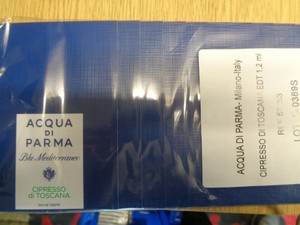 ACQUA
DI
PARMA
Blu Mediterraneo
CIPRESSO
di TOSCANA
ACQUA DI PARMA- Milano-Italy
CIPRESSO DI TOSCANA EDT 1,2 ml
0389S